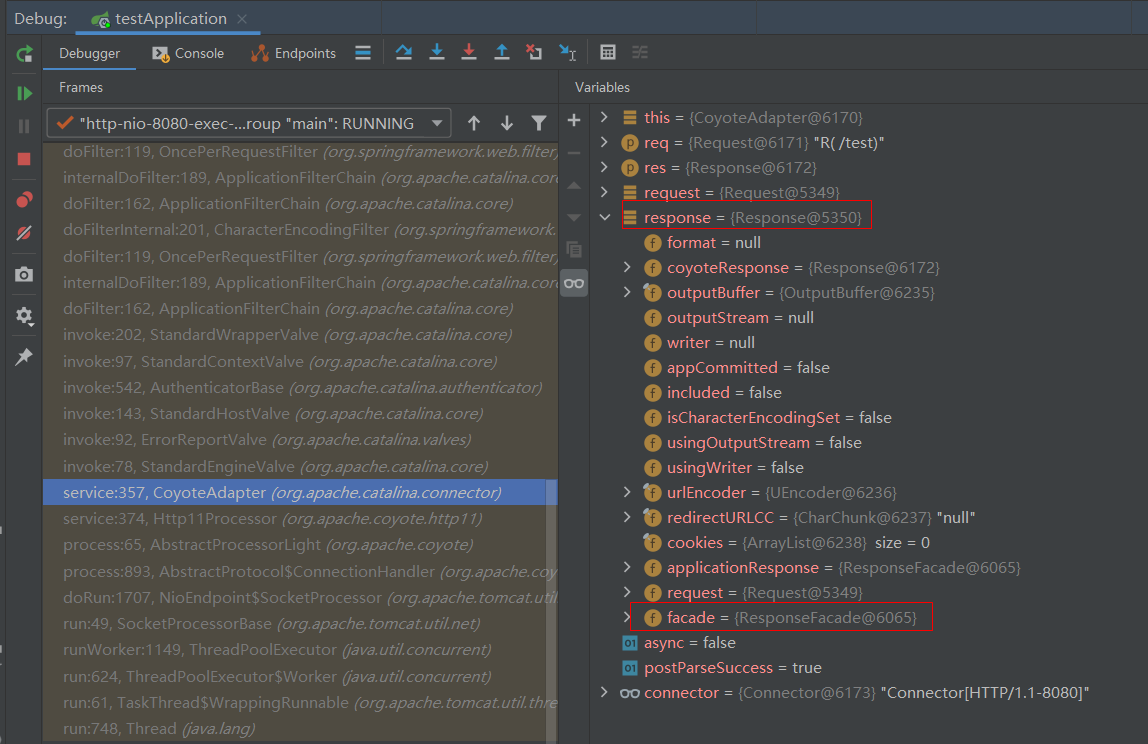 Debug: testApplication
Debugger Console Endpoints
Frames
"http-nio-8080-exec-...roup "main": RUNNING
doFilter:119, OncePerRequestFilter (org.springframework.web.filter)
internalDoFilter:189, ApplicationFilterChain (org.apache.catalina.core
doFilter:162, ApplicationFilterChain (org.apache.catalina.core)
doFilterInternal:201, CharacterEncodingFilter (org.springframework.
doFilter:119, OncePerRequestFilter (org.springframework.web.filter)
internalDoFilter:189, ApplicationFilterChain (org.apache.catalina.core
doFilter:162, ApplicationFilterChain (org.apache.catalina.core)
invoke:202, StandardWrapperValve (org.apache.catalina.core)
invoke:97, StandardContextValve (org.apache.catalina.core)
invoke:542, AuthenticatorBase (org.apache.catalina.authenticator)
invoke:143, StandardHostValve (org.apache.catalina.core)
invoke:92, ErrorReportValve (org.apache.catalina.valves)
invoke:78, StandardEngineValve (org.apache.catalina.core)
service:357, CoyoteAdapter (org.apache.catalina.connector)
service:374, Http11Processor (org.apache.coyote.http11)
process:65, AbstractProcessorLight (org.apache.coyote)
process:893, AbstractProtocol$ConnectionHandler (org.apache.coy
doRun:1707, NioEndpoint$SocketProcessor (org.apache.tomcat.util
run:49, SocketProcessorBase (org.apache.tomcat.util.net)
runWorker:1149, ThreadPoolExecutor (java.util.concurrent)
run:624, ThreadPoolExecutor$Worker (java.util.concurrent)
run:61, TaskThread$WrappingRunnable (org.apache.tomcat.util.thre
run:748, Thread (java.lang)
Variables
this = {CoyoteAdapter@6170}
req = {Request@6171} "R( /test)"
res = {Response@6172}
request = {Request@5349}
response = {Response@5350}
format = null
coyoteResponse = {Response@6172}
outputBuffer = {OutputBuffer@6235}
outputStream = null
writer = null
appCommitted = false
included = false
isCharacterEncodingSet = false
usingOutputStream = false
usingWriter = false
urlEncoder = {UEncoder@6236}
redirectURLCC = {CharChunk@6237} "null"
cookies = {ArrayList@6238} size = 0
applicationResponse = {ResponseFacade@6065}
request = {Request@5349}
facade = {ResponseFacade@6065}
async = false
postParseSuccess = true
connector = {Connector@6173} "Connector[HTTP/1.1-8080]"